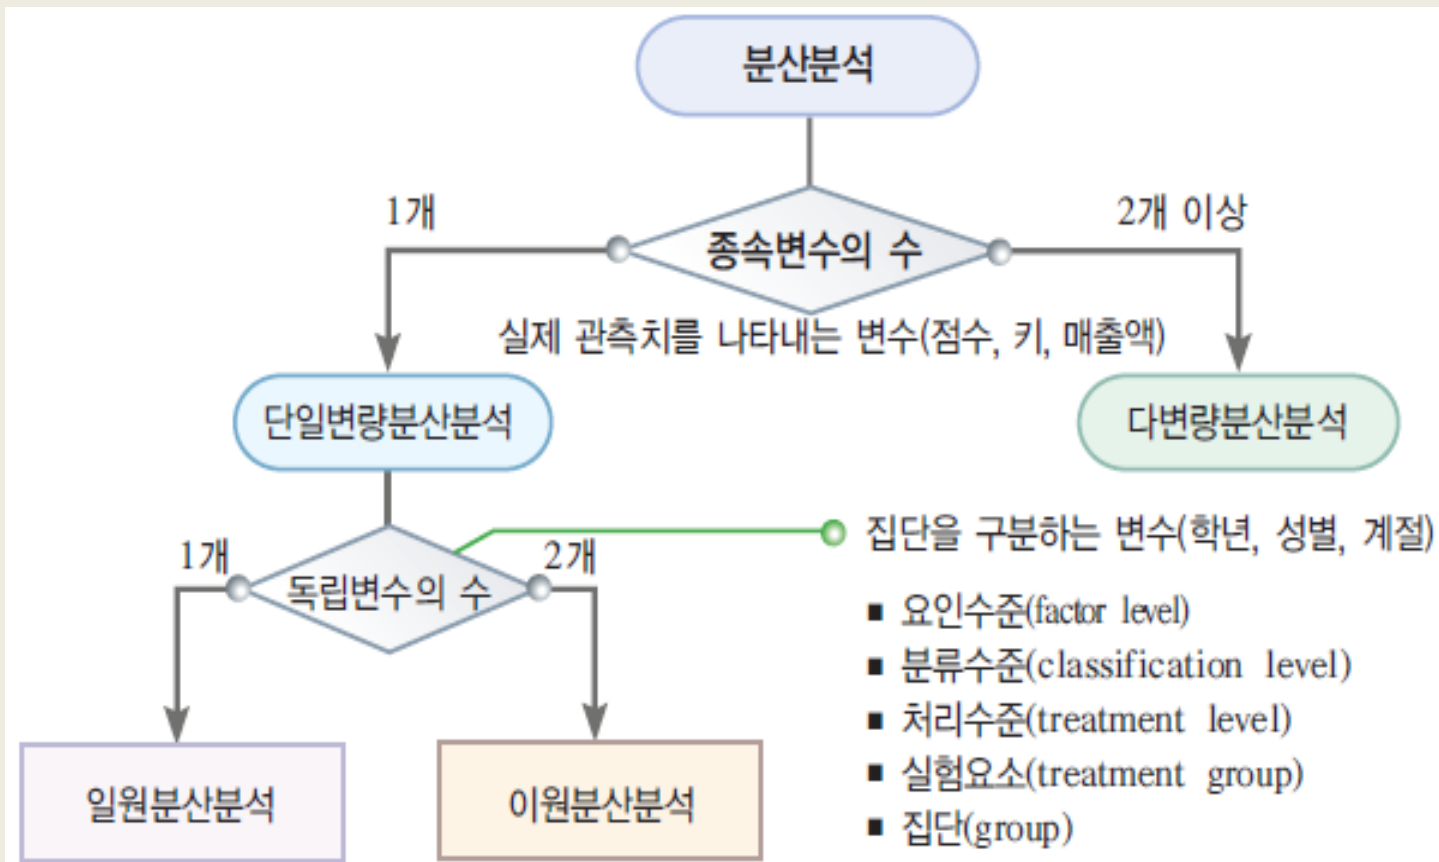 분산분석
1개
2개 이상
종속변수의 수
실제 관측치를 나타내는 변수(점수, 키, 매출액)
단일변량분산분석
다변량분산분석
집단을 구분하는 변수(학년, 성별, 계절)
1개
2개
독립변수의 수
■ 요인수준(factor level)
■ 분류수준(classification level)
■ 처리수준(treatment level)
■ 실험요소(treatment group)
■ 집단(group)
일원분산분석
이원분산분석